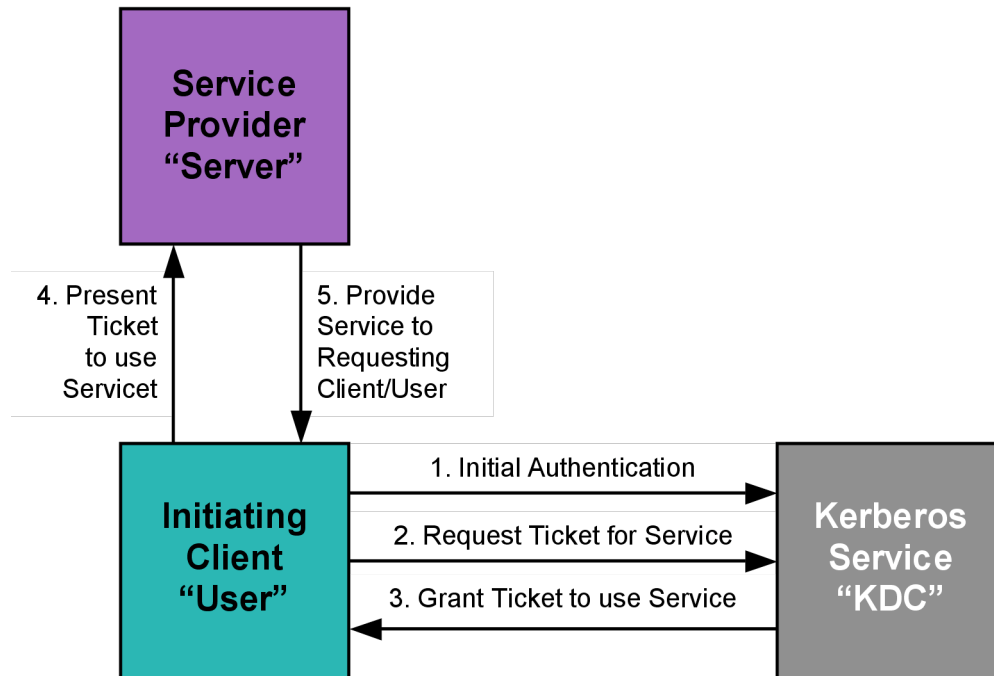 Service
Provider
“Server”
4. Present
Ticket
to use
Servicet
5. Provide
Service to
Requesting
Client/User
Initiating
Client
“User”
1. Initial Authentication
2. Request Ticket for Service
3. Grant Ticket to use Service
Kerberos
Service
“KDC”